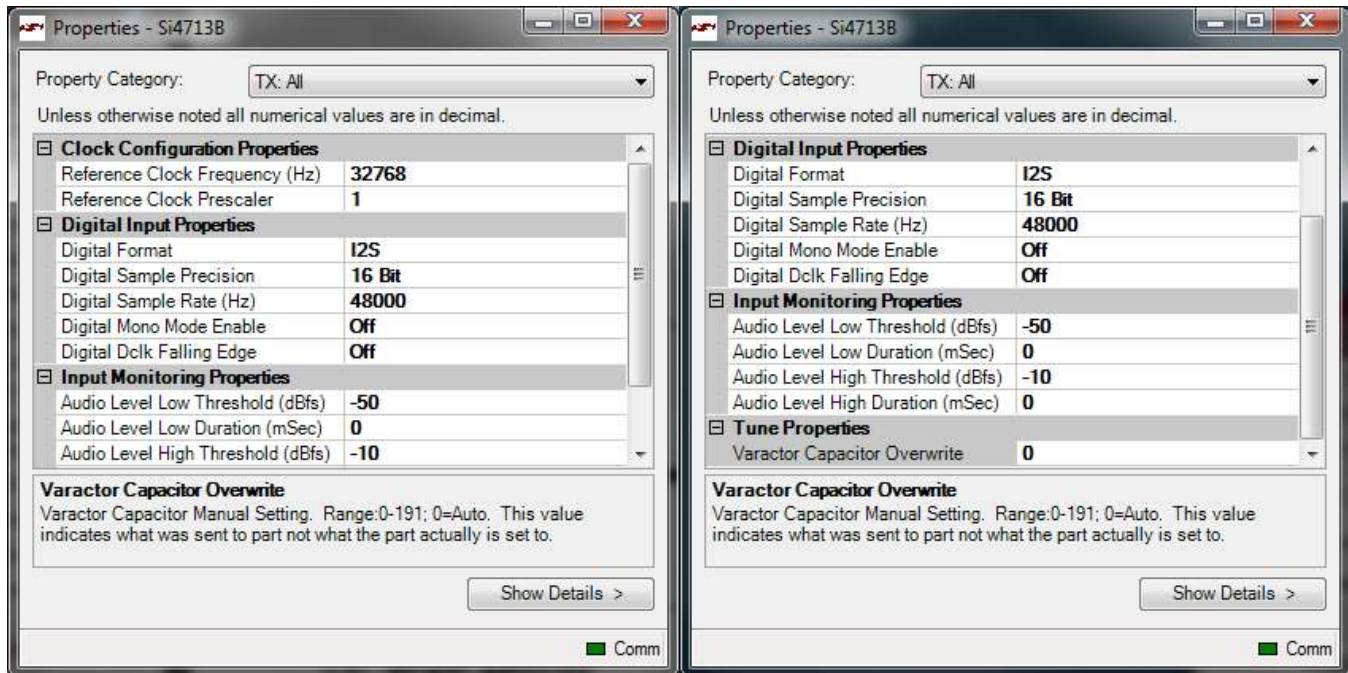 Properties - Si4713B
Property Category: TX: All
Unless otherwise noted all numerical values are in decimal.
Clock Configuration Properties
Reference Clock Frequency (Hz) 32768
Reference Clock Prescaler 1
Digital Input Properties
Digital Format I2S
Digital Sample Precision 16 Bit
Digital Sample Rate (Hz) 48000
Digital Mono Mode Enable Off
Digital Dclk Falling Edge Off
Input Monitoring Properties
Audio Level Low Threshold (dBfs) -50
Audio Level Low Duration (mSec) 0
Audio Level High Threshold (dBfs) -10
Varactor Capacitor Overwrite
Varactor Capacitor Manual Setting. Range:0-191; 0=Auto. This value
indicates what was sent to part not what the part actually is set to.
Show Details >
Comm
Properties - Si4713B
Property Category: TX: All
Unless otherwise noted all numerical values are in decimal.
Digital Input Properties
Digital Format I2S
Digital Sample Precision 16 Bit
Digital Sample Rate (Hz) 48000
Digital Mono Mode Enable Off
Digital Dclk Falling Edge Off
Input Monitoring Properties
Audio Level Low Threshold (dBfs) -50
Audio Level Low Duration (mSec) 0
Audio Level High Threshold (dBfs) -10
Audio Level High Duration (mSec) 0
Tune Properties
Varactor Capacitor Overwrite 0
Varactor Capacitor Overwrite
Varactor Capacitor Manual Setting. Range:0-191; 0=Auto. This value
indicates what was sent to part not what the part actually is set to.
Show Details >
Comm